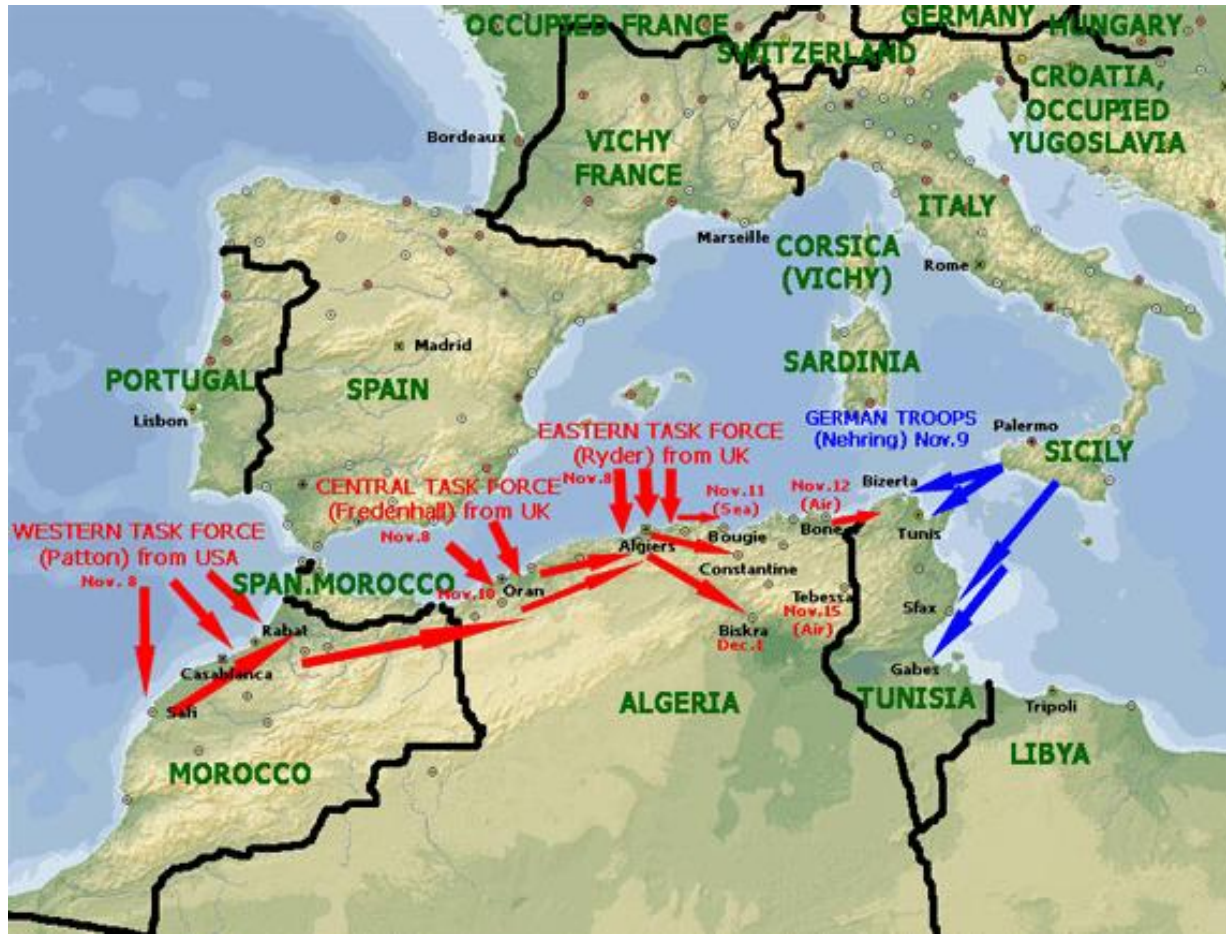 OCCUPIED FRANCE
GERMANY
HUNGARY
SWITZERLAND
CROATIA,
OCCUPIED
YUGOSLAVIA
Bordeaux
VICHY
FRANCE
ITALY
Marseille
CORSICA
(VICHY)
Rome
Madrid
SARDINIA
PORTUGAL
SPAIN
Lisbon
GERMAN TROOPS
(Nehring) Nov.9
Palermo
SICILY
EASTERN TASK FORCE
(Ryder) from UK
Nov.8
Nov.11
(Sea)
Nov.12
(Air)
Bizerta
CENTRAL TASK FORCE
(Fredenhall) from UK
Nov.8
WESTERN TASK FORCE
(Patton) from USA
Nov. 8
Bougie
Bone
Tunis
Algiers
Constantine
SPAN.MOROCCO
Nov.10
Oran
Tebessa
Nov.15
(Air)
Sfax
Rabat
Biskra
Dec.1
Casablanca
Gabes
Safi
ALGERIA
TUNISIA
Tripoli
MOROCCO
LIBYA